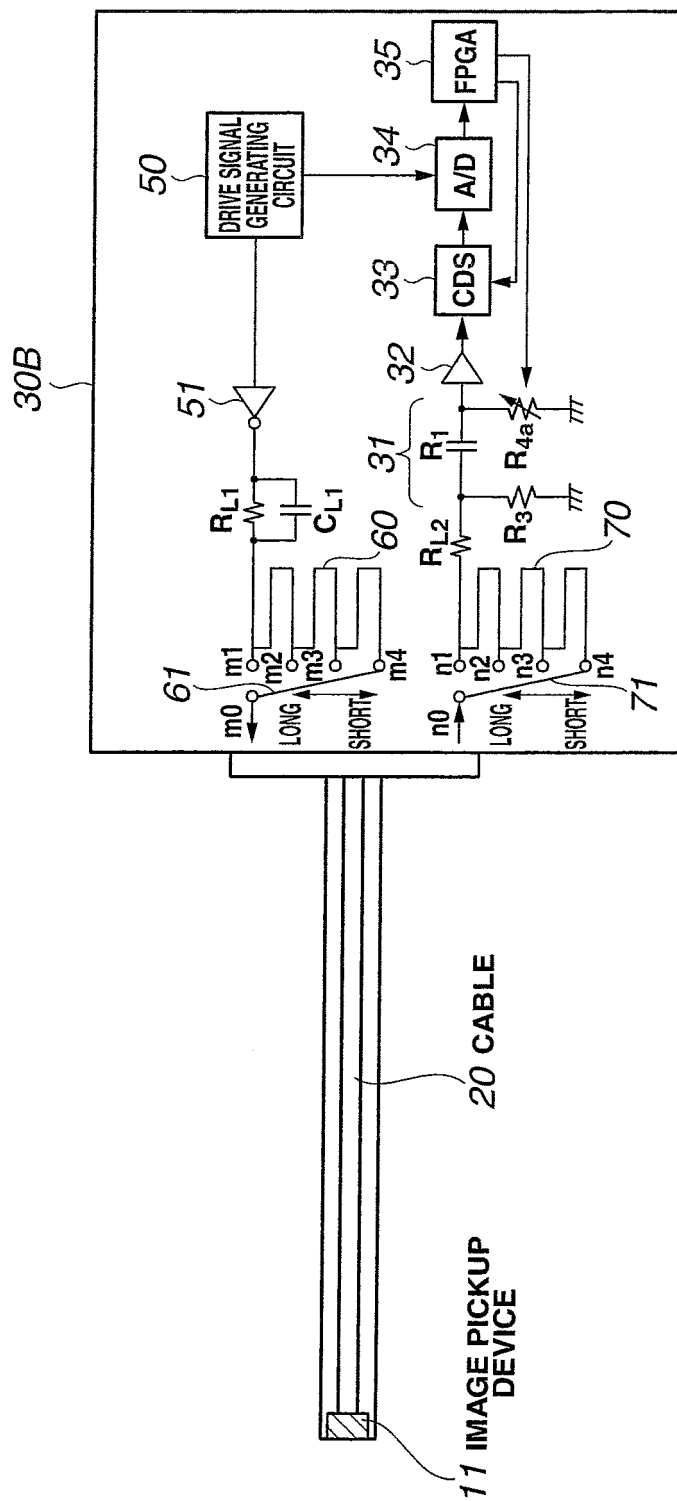 30B
50
DRIVE SIGNAL
GENERATING
CIRCUIT
51
RL1
CL1
60
61
m0
m1
m2
m3
m4
LONG
SHORT
35
FPGA
34
A/D
33
CDS
32
31
R1
R4a
R3
RL2
70
71
n0
n1
n2
n3
n4
LONG
SHORT
20 CABLE
11 IMAGE PICKUP
DEVICE